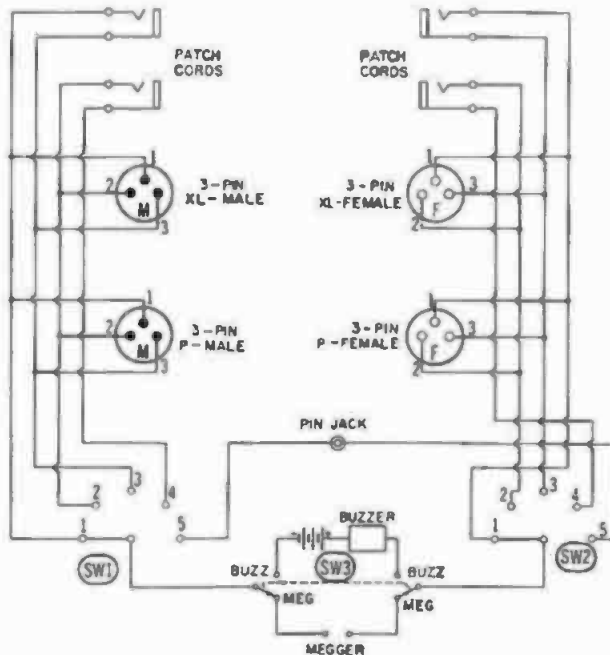 PATCH CORDS
PATCH CORDS
1
2
3-PIN XL-MALE
M
3
1
3-PIN XL-FEMALE
3
F
2
1
2
3-PIN P-MALE
M
3
1
3-PIN P-FEMALE
3
F
2
PIN JACK
1
2
3
4
5
SW1
BUZZER
BUZZ
SW3
BUZZ
MEG
MEG
MEGGER
1
2
3
4
5
SW2